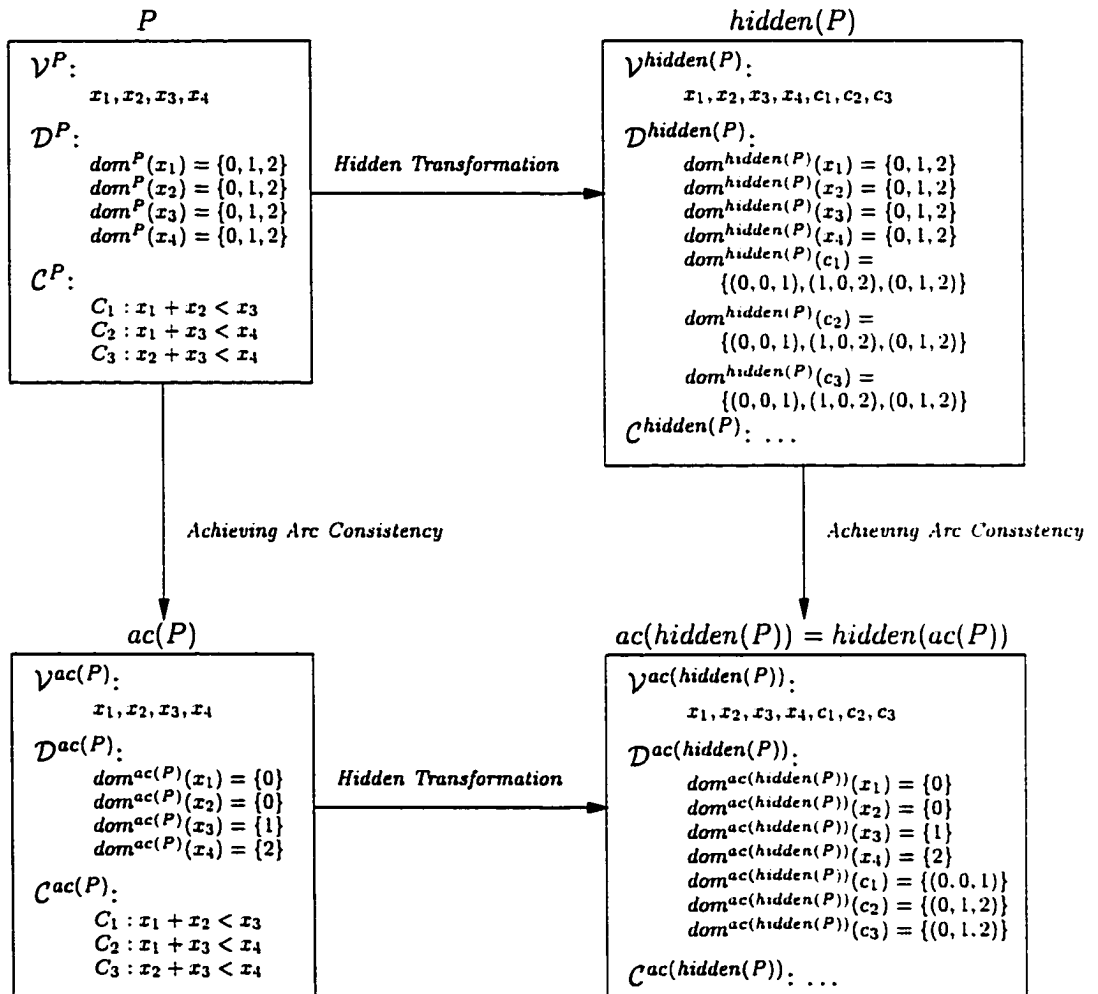 P
𝒱^P:
x₁, x₂, x₃, x₄
𝒟^P:
dom^P(x₁) = {0, 1, 2}
dom^P(x₂) = {0, 1, 2}
dom^P(x₃) = {0, 1, 2}
dom^P(x₄) = {0, 1, 2}
𝒞^P:
C₁ : x₁ + x₂ < x₃
C₂ : x₁ + x₃ < x₄
C₃ : x₂ + x₃ < x₄
Hidden Transformation
hidden(P)
𝒱^hidden(P):
x₁, x₂, x₃, x₄, c₁, c₂, c₃
𝒟^hidden(P):
dom^hidden(P)(x₁) = {0, 1, 2}
dom^hidden(P)(x₂) = {0, 1, 2}
dom^hidden(P)(x₃) = {0, 1, 2}
dom^hidden(P)(x₄) = {0, 1, 2}
dom^hidden(P)(c₁) =
{(0, 0, 1), (1, 0, 2), (0, 1, 2)}
dom^hidden(P)(c₂) =
{(0, 0, 1), (1, 0, 2), (0, 1, 2)}
dom^hidden(P)(c₃) =
{(0, 0, 1), (1, 0, 2), (0, 1, 2)}
𝒞^hidden(P): ...
Achieving Arc Consistency
Achieving Arc Consistency
ac(P)
𝒱^ac(P):
x₁, x₂, x₃, x₄
𝒟^ac(P):
dom^ac(P)(x₁) = {0}
dom^ac(P)(x₂) = {0}
dom^ac(P)(x₃) = {1}
dom^ac(P)(x₄) = {2}
𝒞^ac(P):
C₁ : x₁ + x₂ < x₃
C₂ : x₁ + x₃ < x₄
C₃ : x₂ + x₃ < x₄
Hidden Transformation
ac(hidden(P)) = hidden(ac(P))
𝒱^ac(hidden(P)):
x₁, x₂, x₃, x₄, c₁, c₂, c₃
𝒟^ac(hidden(P)):
dom^ac(hidden(P))(x₁) = {0}
dom^ac(hidden(P))(x₂) = {0}
dom^ac(hidden(P))(x₃) = {1}
dom^ac(hidden(P))(x₄) = {2}
dom^ac(hidden(P))(c₁) = {(0, 0, 1)}
dom^ac(hidden(P))(c₂) = {(0, 1, 2)}
dom^ac(hidden(P))(c₃) = {(0, 1, 2)}
𝒞^ac(hidden(P)): ...